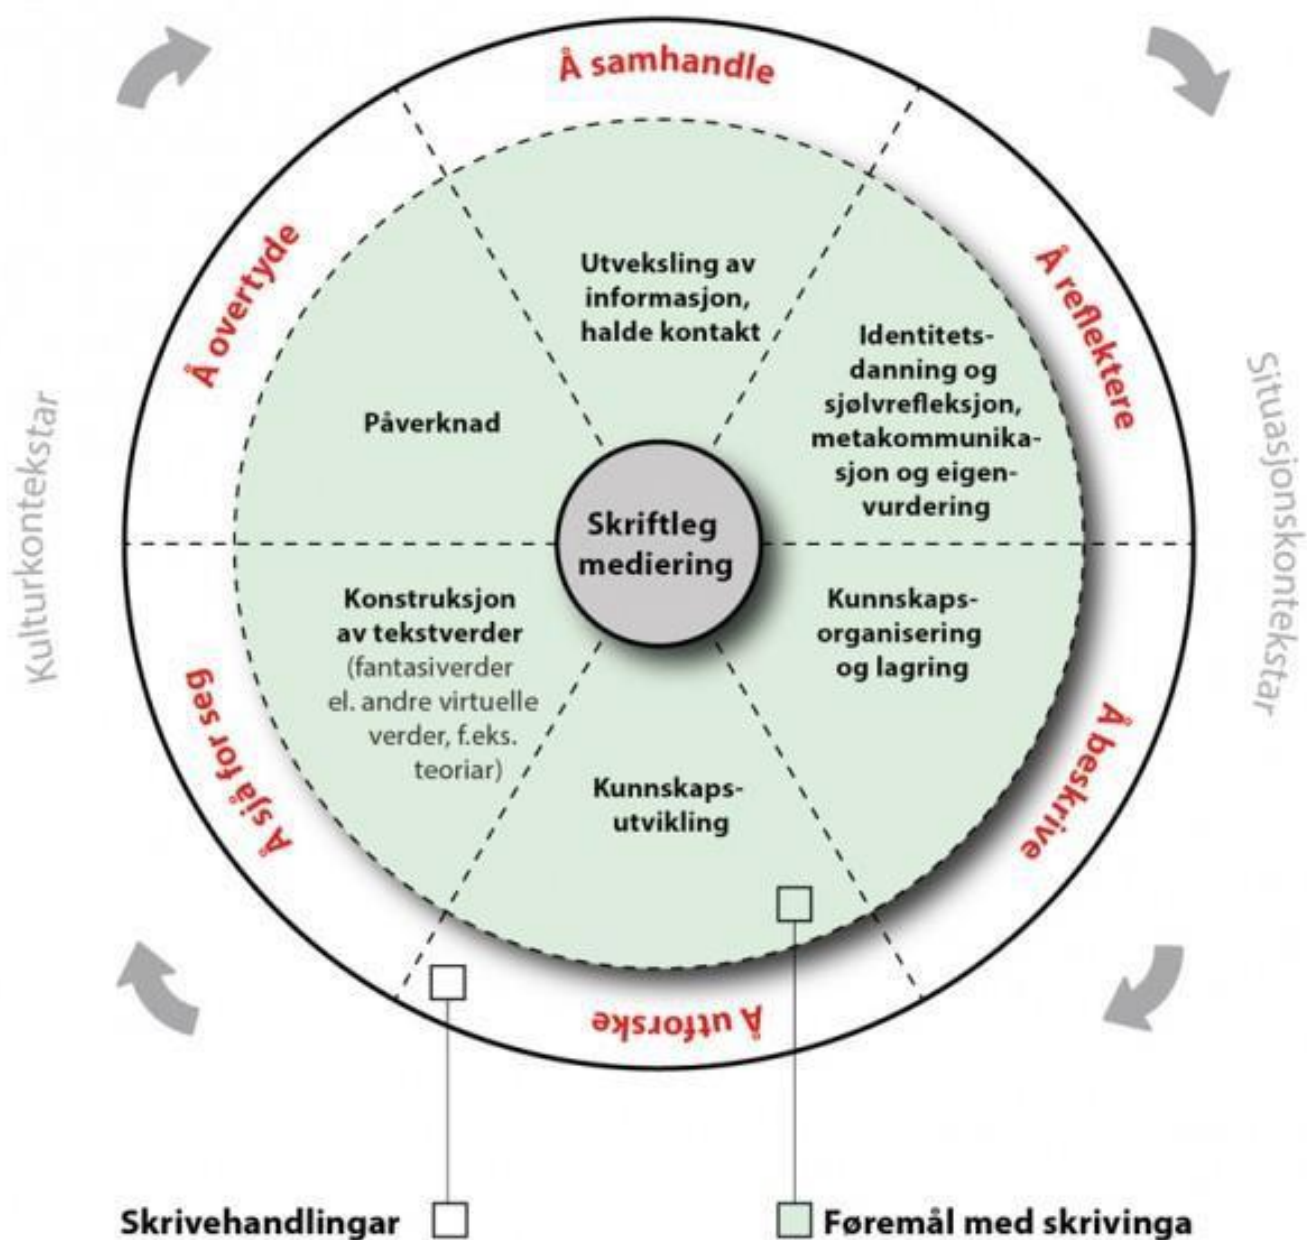 Å samhandle
Å overtyde
Å reflektere
Utveksling av
informasjon,
halde kontakt
Identitets-
danning og
sjølvrefleksjon,
metakommunika-
sjon og eigen-
vurdering
Påverknad
Kulturkontekstar
Situasjonskontekstar
Skriftleg
mediering
Konstruksjon
av tekstverder
(fantasiverder
el. andre virtuelle
verder, f.eks.
teoriar)
Kunnskaps-
organisering
og lagring
Å sjå for seg
Å beskrive
Kunnskaps-
utvikling
Å utforske
Skrivehandlingar
Føremål med skrivinga